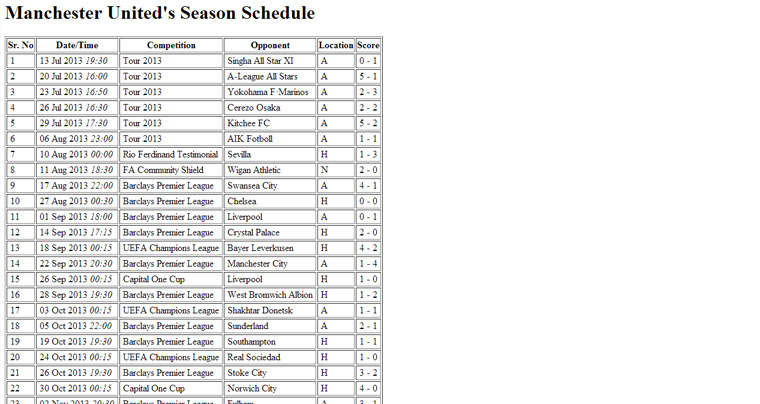 Manchester United's Season Schedule
Sr. No Date/Time Competition Opponent Location Score
1 13 Jul 2013 19:30 Tour 2013 Singha All Star XI A 0 - 1
2 20 Jul 2013 16:00 Tour 2013 A-League All Stars A 5 - 1
3 23 Jul 2013 16:50 Tour 2013 Yokohama F-Marinos A 2 - 3
4 26 Jul 2013 16:30 Tour 2013 Cerezo Osaka A 2 - 2
5 29 Jul 2013 17:30 Tour 2013 Kitchee FC A 5 - 2
6 06 Aug 2013 23:00 Tour 2013 AIK Fotboll A 1 - 1
7 10 Aug 2013 00:00 Rio Ferdinand Testimonial Sevilla H 1 - 3
8 11 Aug 2013 18:30 FA Community Shield Wigan Athletic N 2 - 0
9 17 Aug 2013 22:00 Barclays Premier League Swansea City A 4 - 1
10 27 Aug 2013 00:30 Barclays Premier League Chelsea H 0 - 0
11 01 Sep 2013 18:00 Barclays Premier League Liverpool A 0 - 1
12 14 Sep 2013 17:15 Barclays Premier League Crystal Palace H 2 - 0
13 18 Sep 2013 00:15 UEFA Champions League Bayer Leverkusen H 4 - 2
14 22 Sep 2013 20:30 Barclays Premier League Manchester City A 1 - 4
15 26 Sep 2013 00:15 Capital One Cup Liverpool H 1 - 0
16 28 Sep 2013 19:30 Barclays Premier League West Bromwich Albion H 1 - 2
17 03 Oct 2013 00:15 UEFA Champions League Shakhtar Donetsk A 1 - 1
18 05 Oct 2013 22:00 Barclays Premier League Sunderland A 2 - 1
19 19 Oct 2013 19:30 Barclays Premier League Southampton H 1 - 1
20 24 Oct 2013 00:15 UEFA Champions League Real Sociedad H 1 - 0
21 26 Oct 2013 19:30 Barclays Premier League Stoke City H 3 - 2
22 30 Oct 2013 00:15 Capital One Cup Norwich City H 4 - 0
23 02 Nov 2013 20:30 Barclays Premier League Fulham A 3 - 1